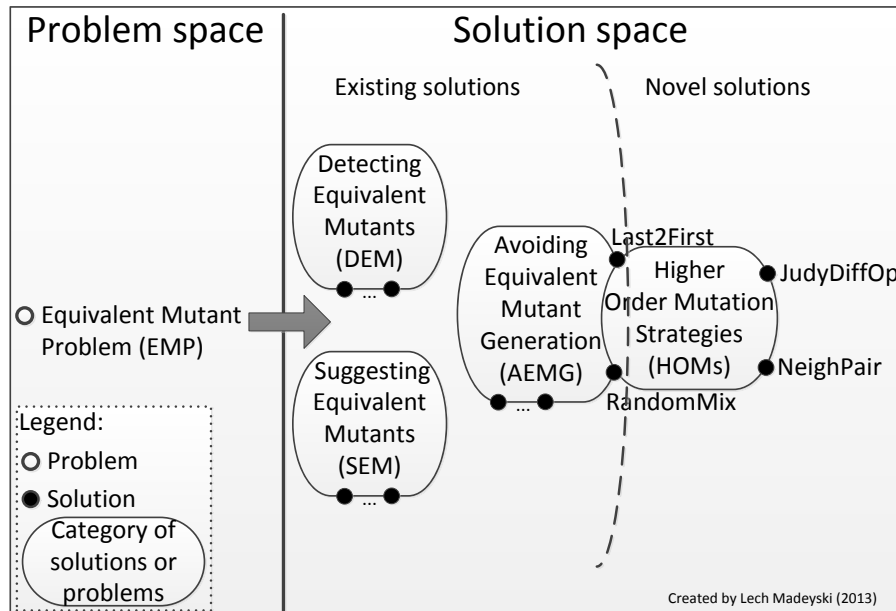 Problem space
Solution space
Existing solutions
Novel solutions
Detecting
Equivalent
Mutants
(DEM)
...
Avoiding
Equivalent
Mutant
Generation
(AEMG)
...
Last2First
Higher
Order Mutation
Strategies
(HOMs)
JudyDiffOp
NeighPair
RandomMix
Equivalent Mutant
Problem (EMP)
Suggesting
Equivalent
Mutants
(SEM)
...
Legend:
Problem
Solution
Category of
solutions or
problems
Created by Lech Madeyski (2013)